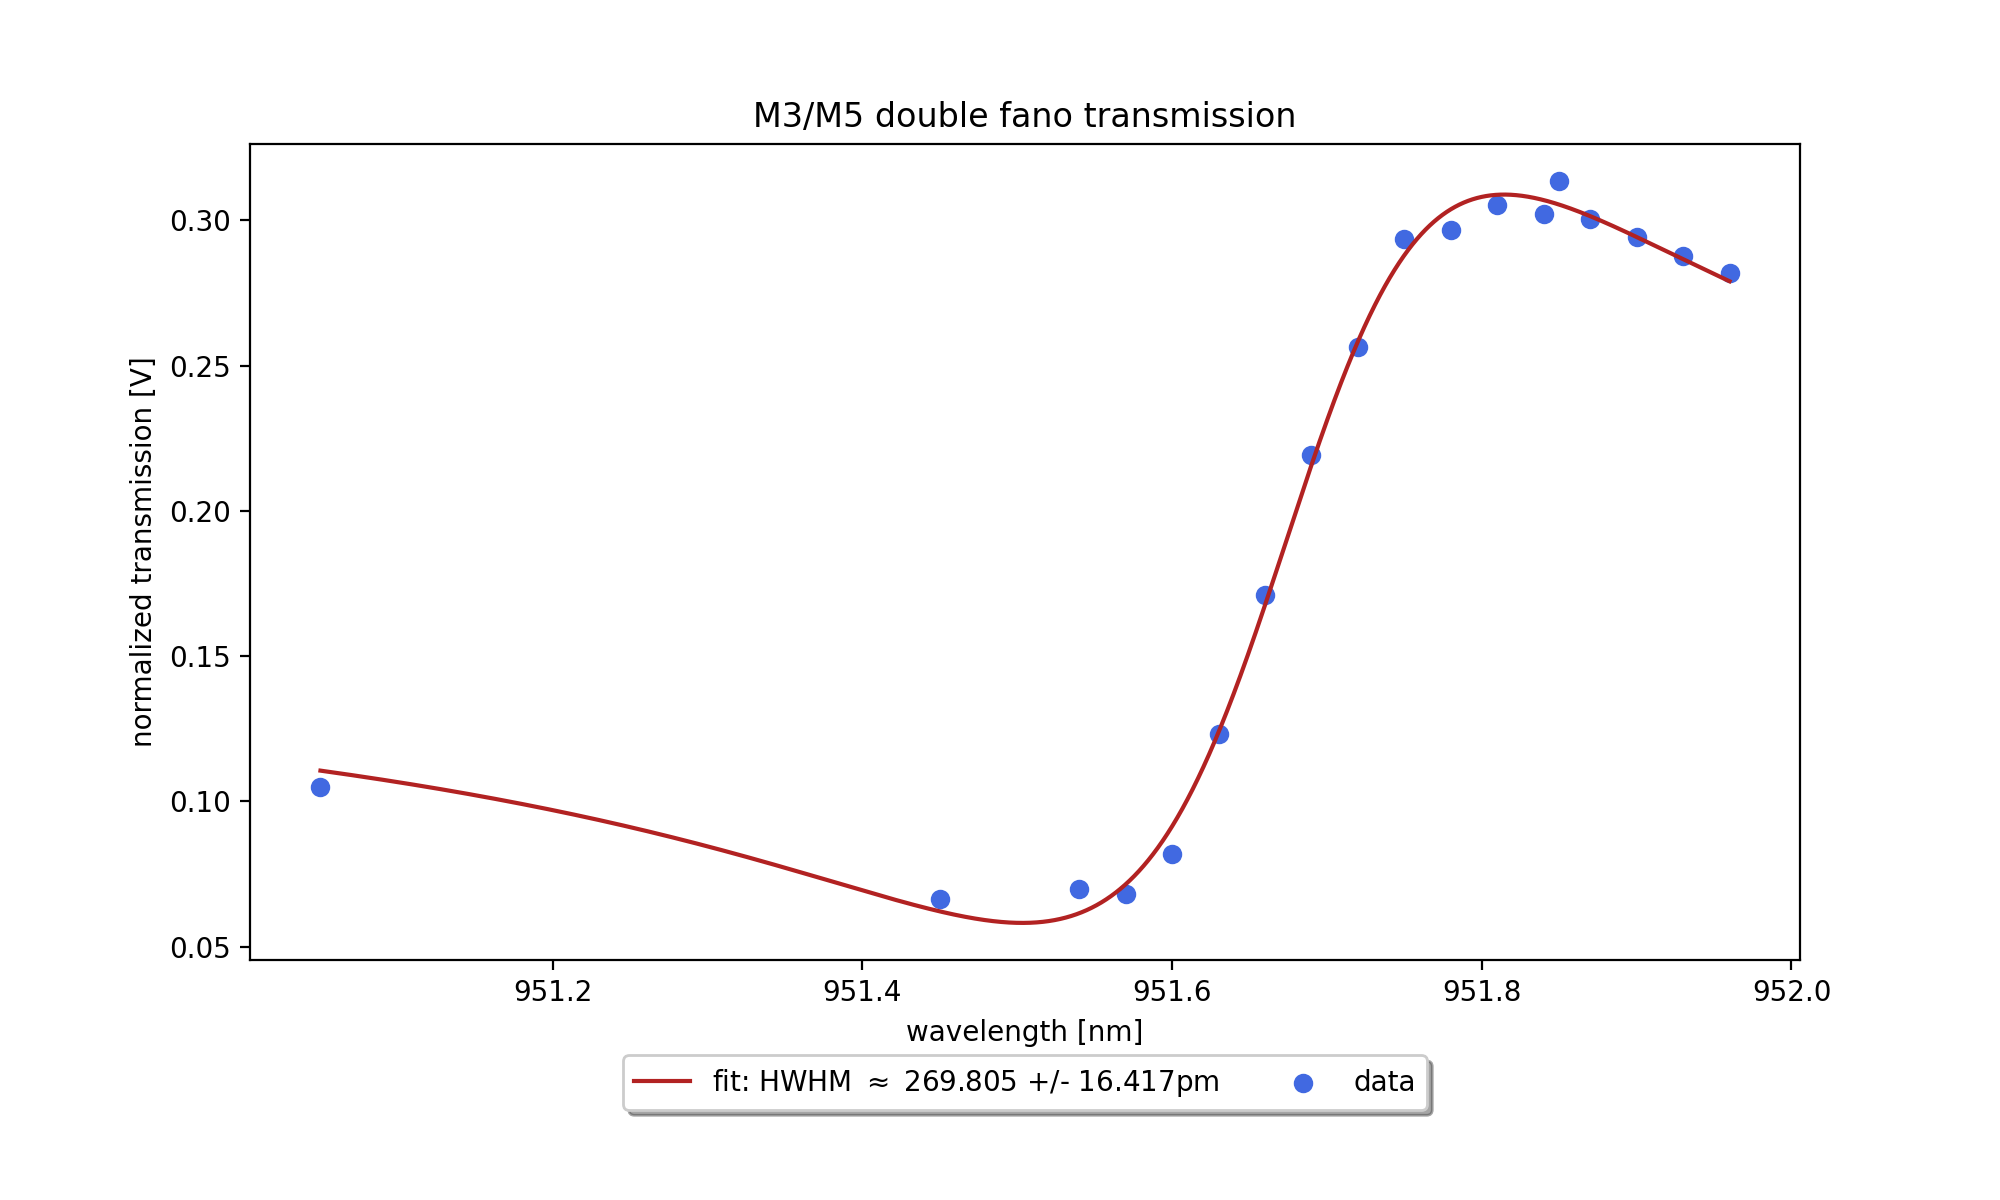 M3/M5 double fano transmission
normalized transmission [V]
0.30
0.25
0.20
0.15
0.10
0.05
951.2 951.4 951.6 951.8 952.0
wavelength [nm]
fit: HWHM ≈ 269.805 +/- 16.417pm data